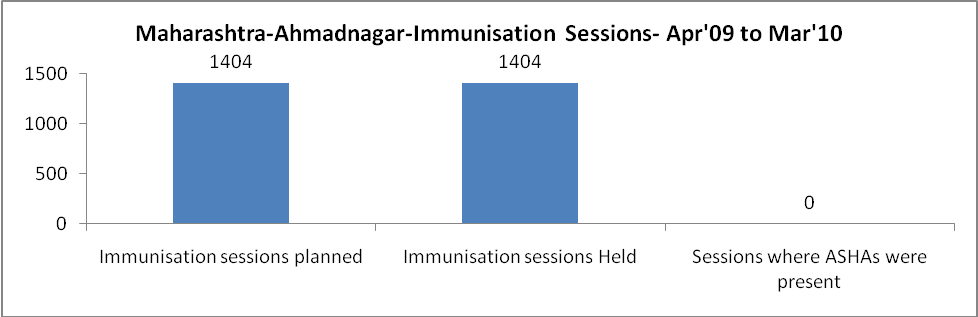 Maharashtra-Ahmadnagar-Immunisation Sessions- Apr'09 to Mar'10
1404
1404
0
1500
1000
500
0
Immunisation sessions planned
Immunisation sessions Held
Sessions where ASHAs were
present